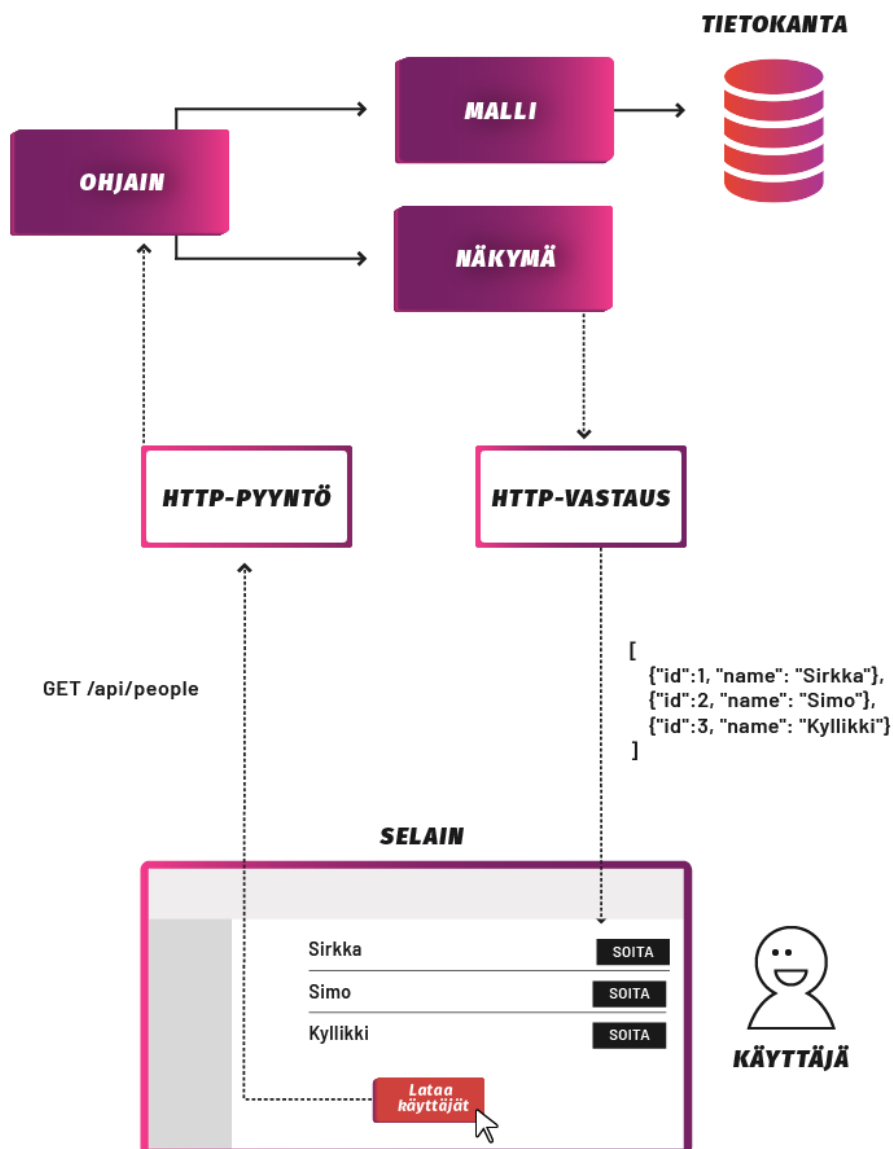 TIETOKANTA
MALLI
OHJAIN
NÄKYMÄ
HTTP-PYYNTÖ
HTTP-VASTAUS
GET /api/people
[
{"id":1, "name": "Sirkka"},
{"id":2, "name": "Simo"},
{"id":3, "name": "Kyllikki"}
]
SELAIN
Sirkka SOITA
Simo SOITA
Kyllikki SOITA
Lataa
käyttäjät
KÄYTTÄJÄ